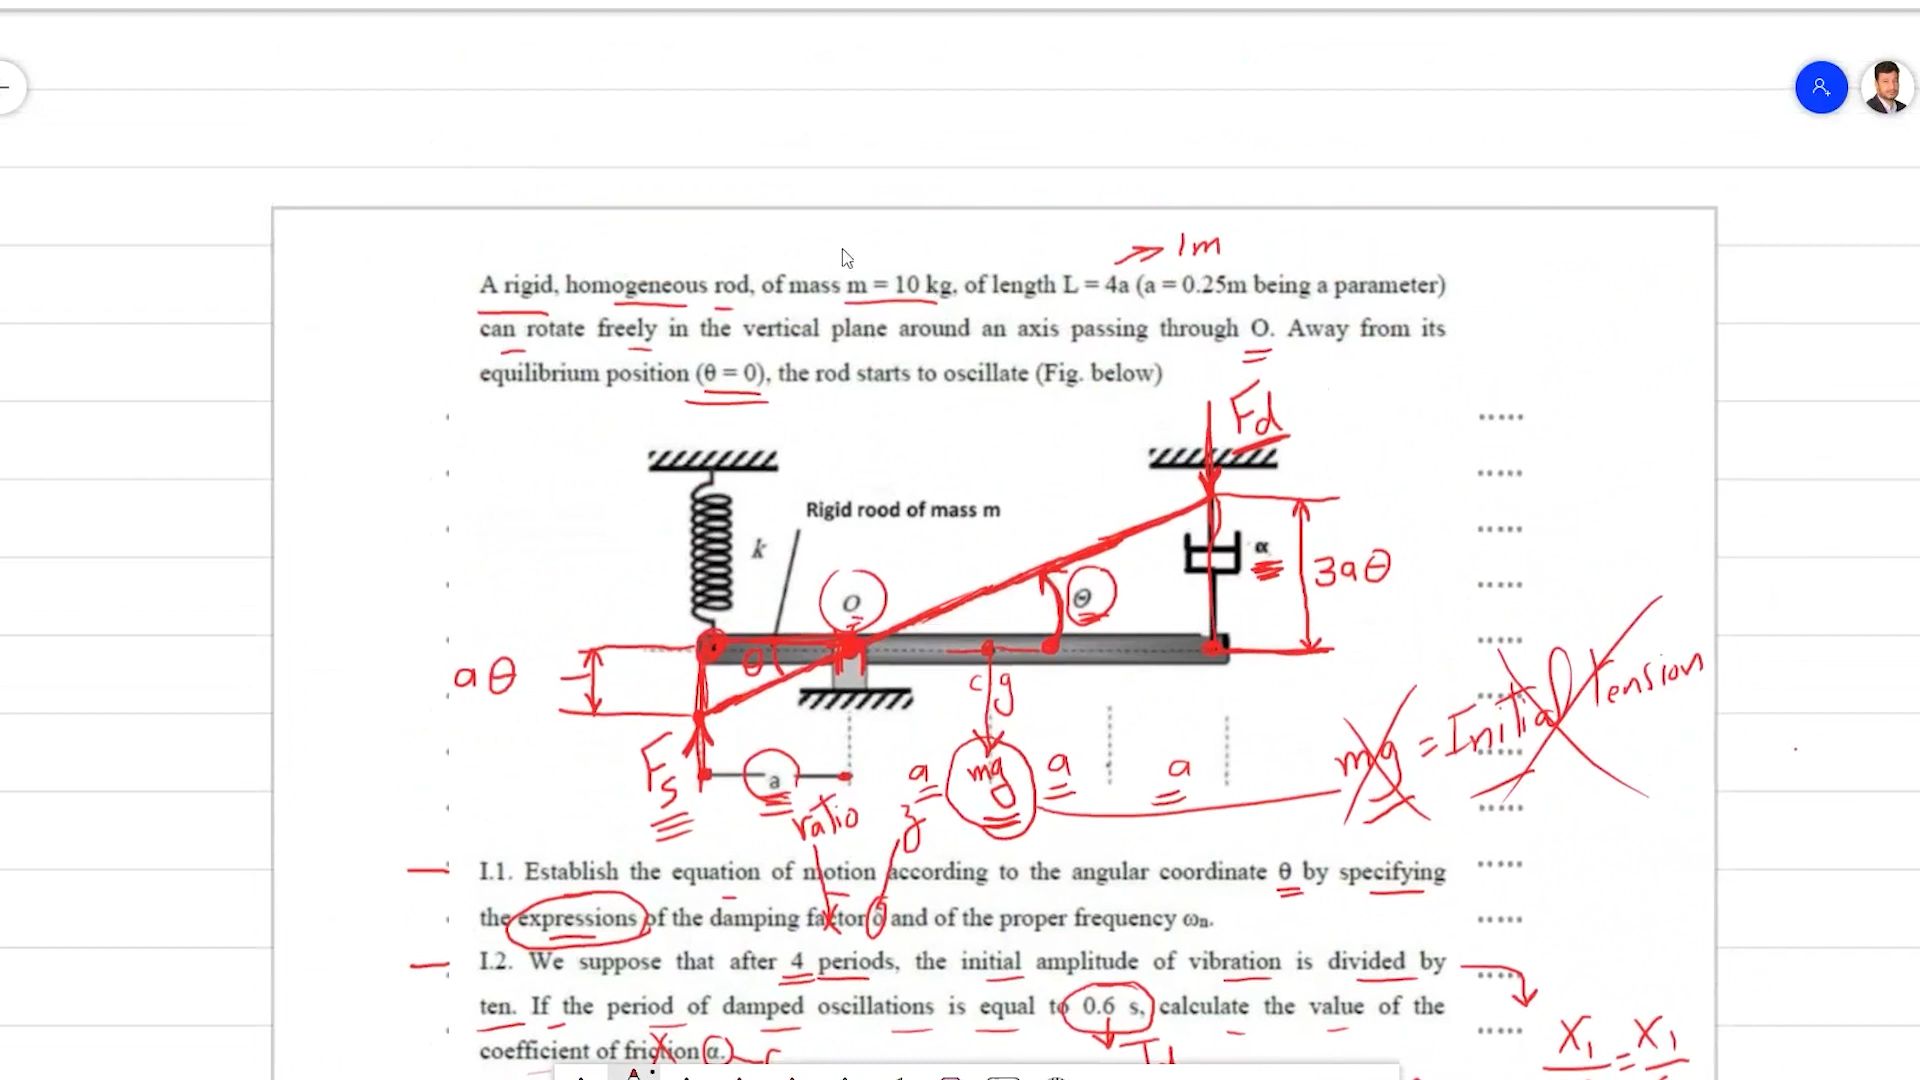 1m
A rigid, homogeneous rod, of mass m = 10 kg, of length L = 4a (a = 0.25m being a parameter)
can rotate freely in the vertical plane around an axis passing through O. Away from its
equilibrium position (θ = 0), the rod starts to oscillate (Fig. below)
Fd
Rigid rood of mass m
k
α
3aθ
O
θ
θ
aθ
cg
mg = Initial tension
Fs
a
a
mg
a
a
ratio
I.1. Establish the equation of motion according to the angular coordinate θ by specifying
the expressions of the damping factor δ and of the proper frequency ωn.
I.2. We suppose that after 4 periods, the initial amplitude of vibration is divided by
ten. If the period of damped oscillations is equal to 0.6 s, calculate the value of the
coefficient of friction α.
X1 = X1